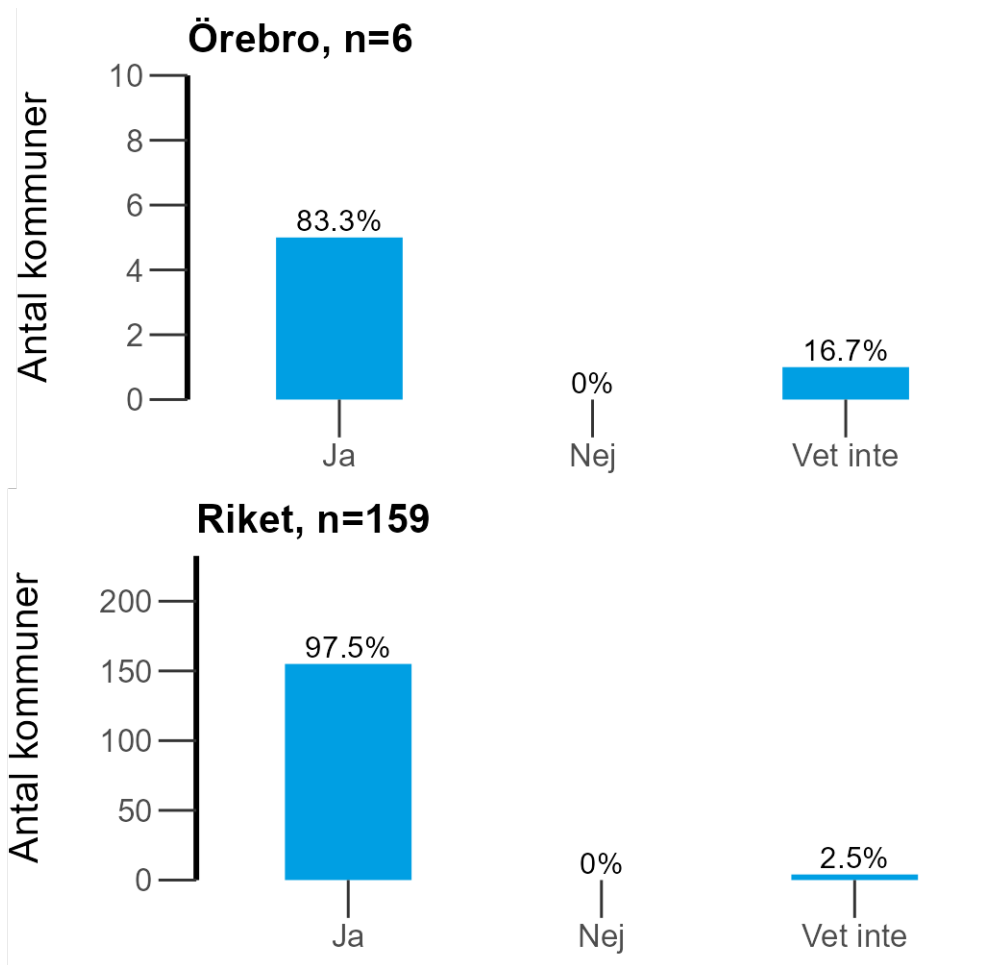 Örebro, n=6
Antal kommuner
10
8
6
4
2
0
83.3%
0%
16.7%
Ja
Nej
Vet inte
Riket, n=159
Antal kommuner
200
150
100
50
0
97.5%
0%
2.5%
Ja
Nej
Vet inte